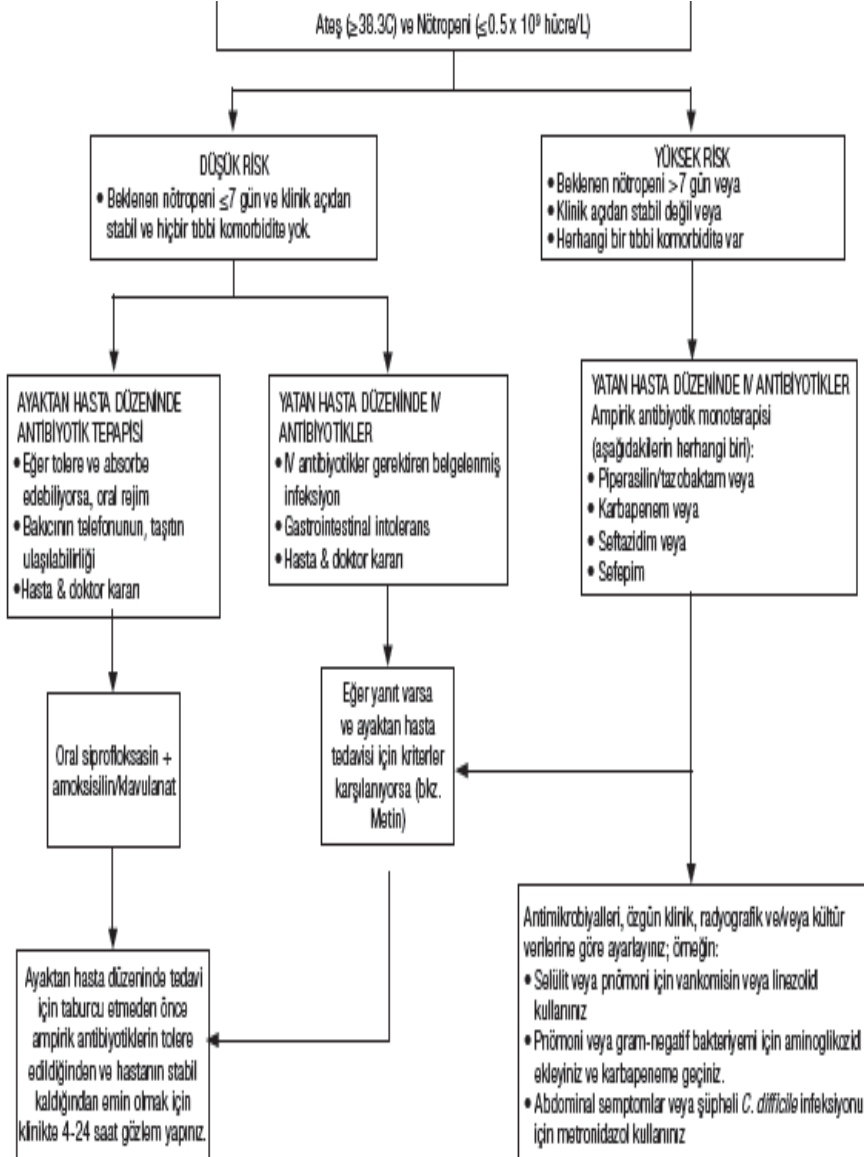 Ateş (≥38.3C) ve Nötropeni (≤0.5 x 10⁹ hücre/L)
DÜŞÜK RİSK
• Beklenen nötropeni ≤7 gün ve klinik açıdan
stabil ve hiçbir tıbbi komorbidite yok.
YÜKSEK RİSK
• Beklenen nötropeni >7 gün veya
• Klinik açıdan stabil değil veya
• Herhangi bir tıbbi komorbidite var
AYAKTAN HASTA DÜZENİNDE
ANTİBİYOTİK TERAPİSİ
• Eğer tolere ve absorbe
edebiliyorsa, oral rejim
• Bakıcının telefonunun, taşıtın
ulaşılabilirliği
• Hasta & doktor kararı
YATAN HASTA DÜZENİNDE IV
ANTİBİYOTİKLER
• IV antibiyotikler gerektiren belgelenmiş
infeksiyon
• Gastrointestinal intolerans
• Hasta & doktor kararı
YATAN HASTA DÜZENİNDE IV ANTİBİYOTİKLER
Ampirik antibiyotik monoterapisi
(aşağıdakilerin herhangi biri):
• Piperasilin/tazobaktam veya
• Karbapenem veya
• Seftazidim veya
• Sefepim
Oral siprofloksasin +
amoksisilin/klavulanat
Eğer yanıt varsa
ve ayaktan hasta
tedavisi için kriterler
karşılanıyorsa (bkz.
Metin)
Ayaktan hasta düzeninde tedavi
için taburcu etmeden önce
ampirik antibiyotiklerin tolere
edildiğinden ve hastanın stabil
kaldığından emin olmak için
klinikte 4-24 saat gözlem yapınız.
Antimikrobiyalleri, özgün klinik, radyografik ve/veya kültür
verilerine göre ayarlayınız; örneğin:
• Selülit veya pnömoni için vankomisin veya linezolid
kullanınız
• Pnömoni veya gram-negatif bakteriyemi için aminoglikozid
ekleyiniz ve karbapeneme geçiniz.
• Abdominal semptomlar veya şüpheli C. difficile infeksiyonu
için metronidazol kullanınız